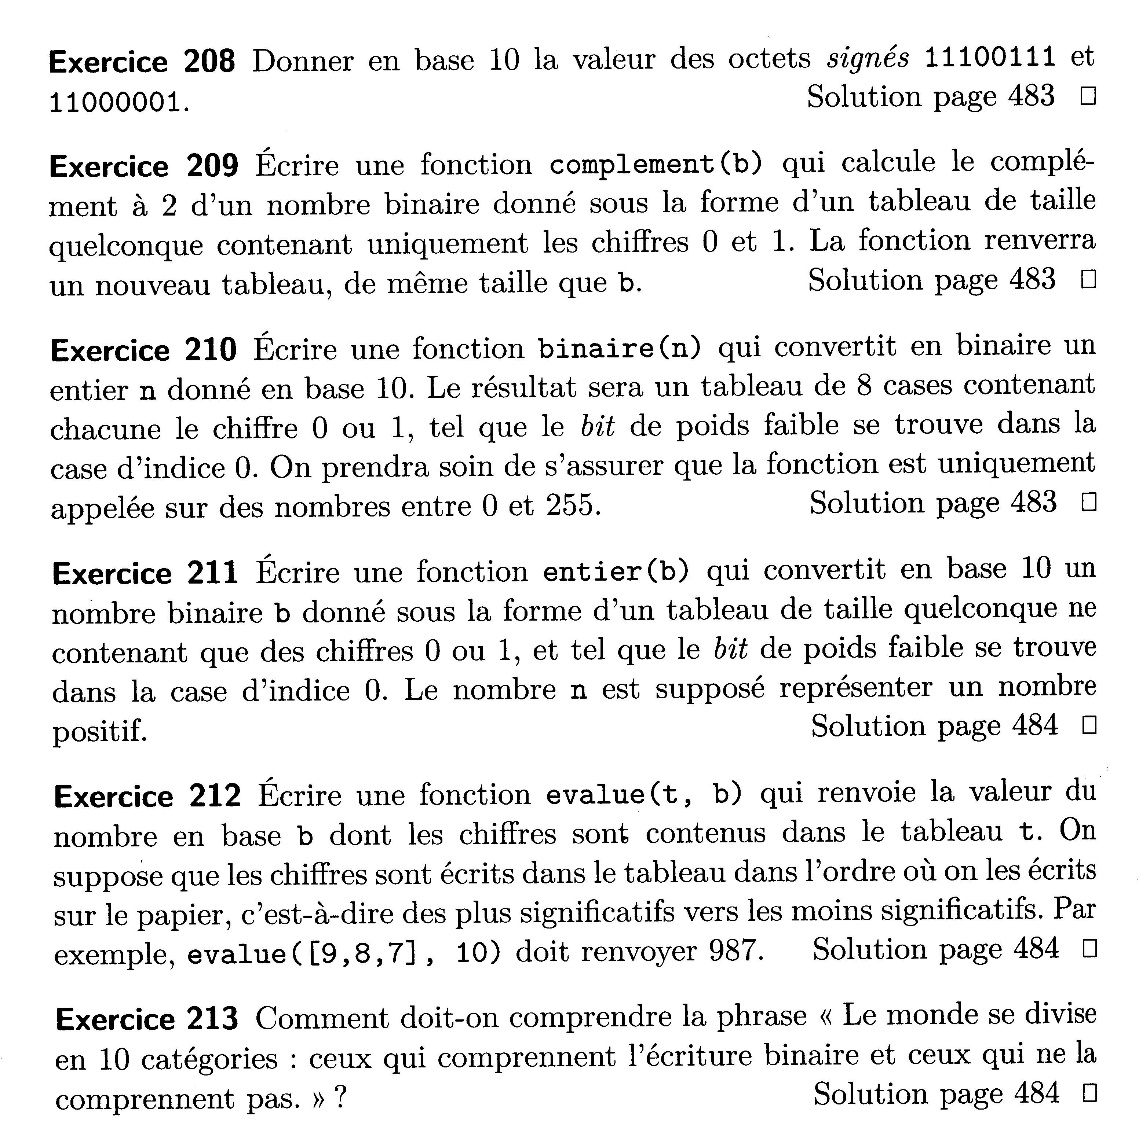 Exercice 208 Donner en base 10 la valeur des octets signés 11100111 et
11000001. Solution page 483 □
Exercice 209 Écrire une fonction complement(b) qui calcule le complé-
ment à 2 d'un nombre binaire donné sous la forme d'un tableau de taille
quelconque contenant uniquement les chiffres 0 et 1. La fonction renverra
un nouveau tableau, de même taille que b. Solution page 483 □
Exercice 210 Écrire une fonction binaire(n) qui convertit en binaire un
entier n donné en base 10. Le résultat sera un tableau de 8 cases contenant
chacune le chiffre 0 ou 1, tel que le bit de poids faible se trouve dans la
case d'indice 0. On prendra soin de s'assurer que la fonction est uniquement
appelée sur des nombres entre 0 et 255. Solution page 483 □
Exercice 211 Écrire une fonction entier(b) qui convertit en base 10 un
nombre binaire b donné sous la forme d'un tableau de taille quelconque ne
contenant que des chiffres 0 ou 1, et tel que le bit de poids faible se trouve
dans la case d'indice 0. Le nombre n est supposé représenter un nombre
positif. Solution page 484 □
Exercice 212 Écrire une fonction evalue(t, b) qui renvoie la valeur du
nombre en base b dont les chiffres sont contenus dans le tableau t. On
suppose que les chiffres sont écrits dans le tableau dans l'ordre où on les écrits
sur le papier, c'est-à-dire des plus significatifs vers les moins significatifs. Par
exemple, evalue([9,8,7], 10) doit renvoyer 987. Solution page 484 □
Exercice 213 Comment doit-on comprendre la phrase « Le monde se divise
en 10 catégories : ceux qui comprennent l'écriture binaire et ceux qui ne la
comprennent pas. » ? Solution page 484 □